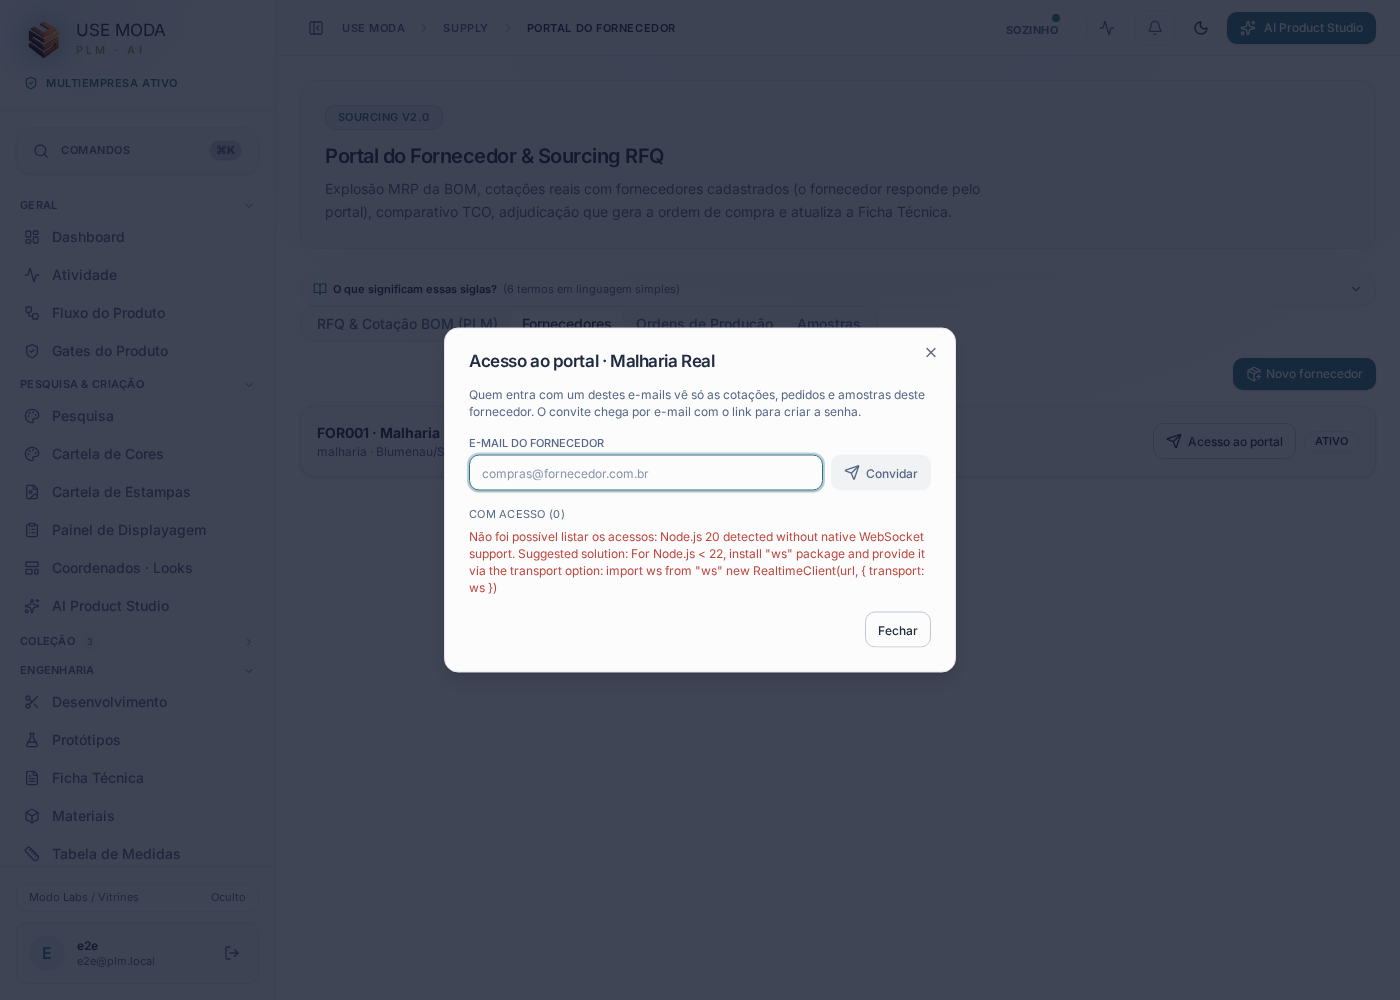 USE MODA
PLM · AI
MULTIEMPRESA ATIVO
COMANDOS
⌘K
GERAL
Dashboard
Atividade
Fluxo do Produto
Gates do Produto
PESQUISA & CRIAÇÃO
Pesquisa
Cartela de Cores
Cartela de Estampas
Painel de Displayagem
Coordenados · Looks
AI Product Studio
COLEÇÃO 3
ENGENHARIA
Desenvolvimento
Protótipos
Ficha Técnica
Materiais
Tabela de Medidas
Modo Labs / Vitrines Oculto
E
e2e
e2e@plm.local
USE MODA > SUPPLY > PORTAL DO FORNECEDOR
SOZINHO
AI Product Studio
SOURCING V2.0
Portal do Fornecedor & Sourcing RFQ
Explosão MRP da BOM, cotações reais com fornecedores cadastrados (o fornecedor responde pelo
portal), comparativo TCO, adjudicação que gera a ordem de compra e atualiza a Ficha Técnica.
O que significam essas siglas? (6 termos em linguagem simples)
RFQ & Cotação BOM (PLM) Fornecedores Ordens de Produção Amostras
Novo fornecedor
FOR001 · Malharia
malharia · Blumenau/S
Acesso ao portal
ATIVO
Acesso ao portal · Malharia Real
Quem entra com um destes e-mails vê só as cotações, pedidos e amostras deste
fornecedor. O convite chega por e-mail com o link para criar a senha.
E-MAIL DO FORNECEDOR
compras@fornecedor.com.br
Convidar
COM ACESSO (0)
Não foi possível listar os acessos: Node.js 20 detected without native WebSocket
support. Suggested solution: For Node.js < 22, install "ws" package and provide it
via the transport option: import ws from "ws" new RealtimeClient(url, { transport:
ws })
Fechar